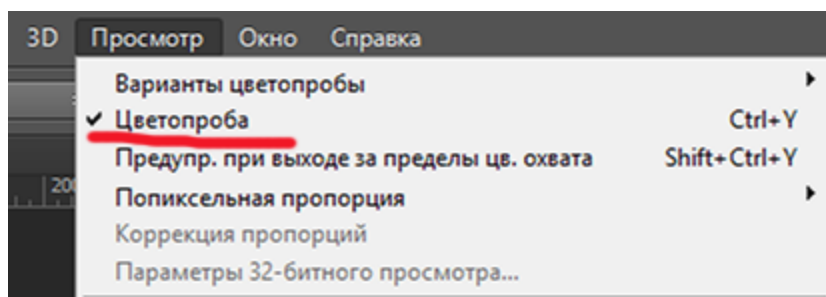 3D Просмотр Окно Справка
Варианты цветопробы
Цветопроба Ctrl+Y
Предупр. при выходе за пределы цв. охвата Shift+Ctrl+Y
200
Попиксельная пропорция
Коррекция пропорций
Параметры 32-битного просмотра...